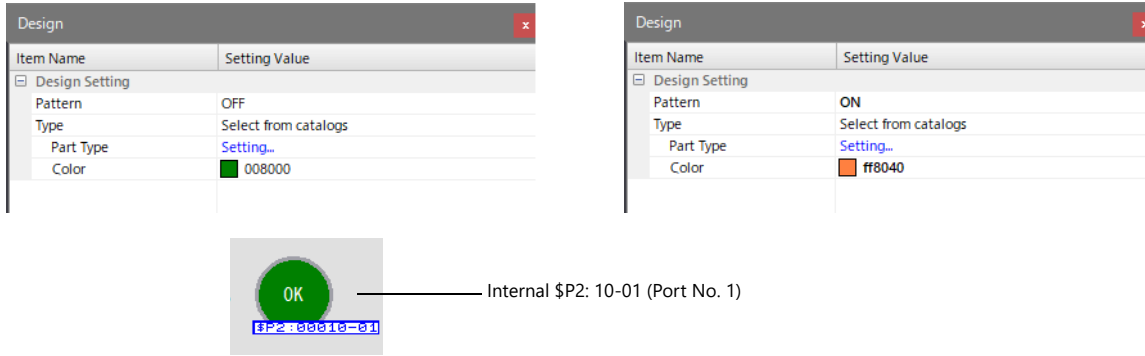 Design
x
Item Name Setting Value
Design Setting
Pattern OFF
Type Select from catalogs
Part Type Setting...
Color 008000
Design
x
Item Name Setting Value
Design Setting
Pattern ON
Type Select from catalogs
Part Type Setting...
Color ff8040
OK
$P2:00010-01
Internal $P2: 10-01 (Port No. 1)